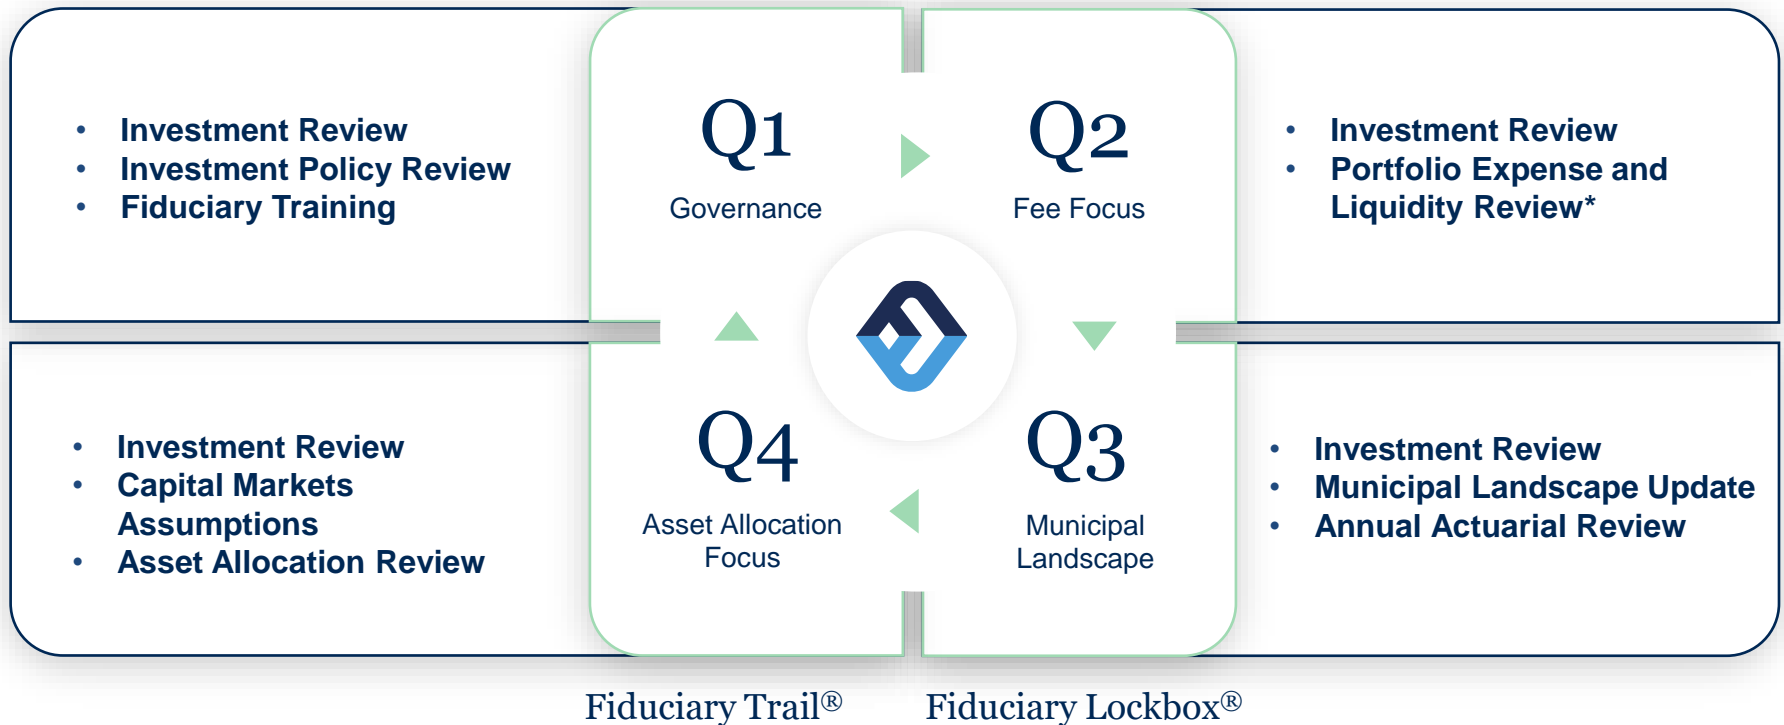 • Investment Review
• Investment Policy Review
• Fiduciary Training
Q1
Governance
Q2
Fee Focus
• Investment Review
• Portfolio Expense and
Liquidity Review*
• Investment Review
• Capital Markets
Assumptions
• Asset Allocation Review
Q4
Asset Allocation
Focus
Q3
Municipal
Landscape
• Investment Review
• Municipal Landscape Update
• Annual Actuarial Review
Fiduciary Trail®
Fiduciary Lockbox®